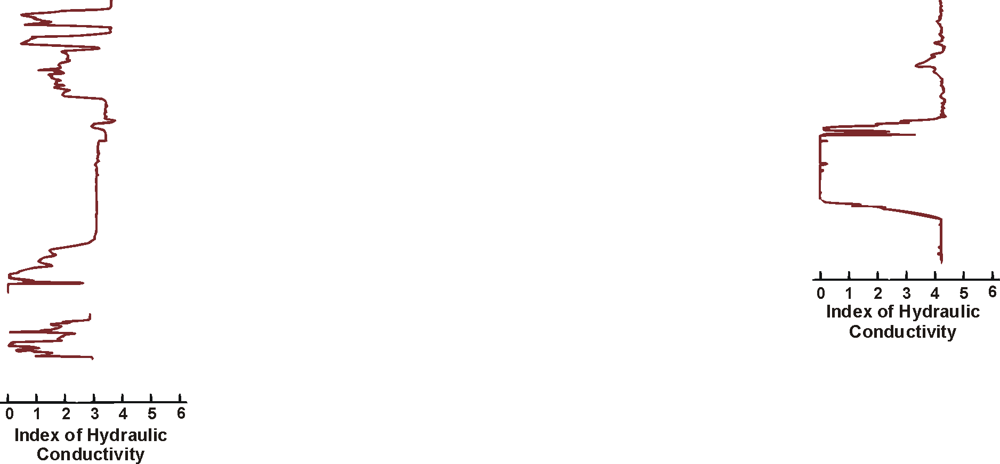 0 1 2 3 4 5 6
Index of Hydraulic
Conductivity
0 1 2 3 4 5 6
Index of Hydraulic
Conductivity